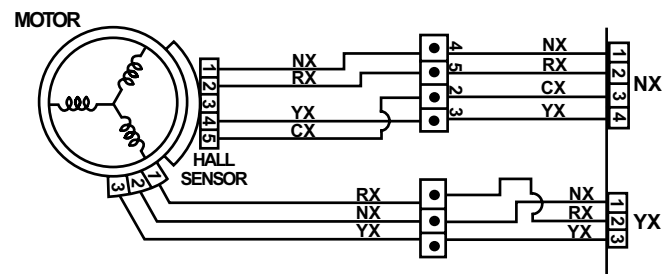 MOTOR
1 NX 4 NX 1
2 RX 5 RX 2
3 2 CX 3 NX
4 YX 3 YX 4
5 CX
HALL
SENSOR
3 2 1
RX NX 1
NX RX 2 YX
YX YX 3